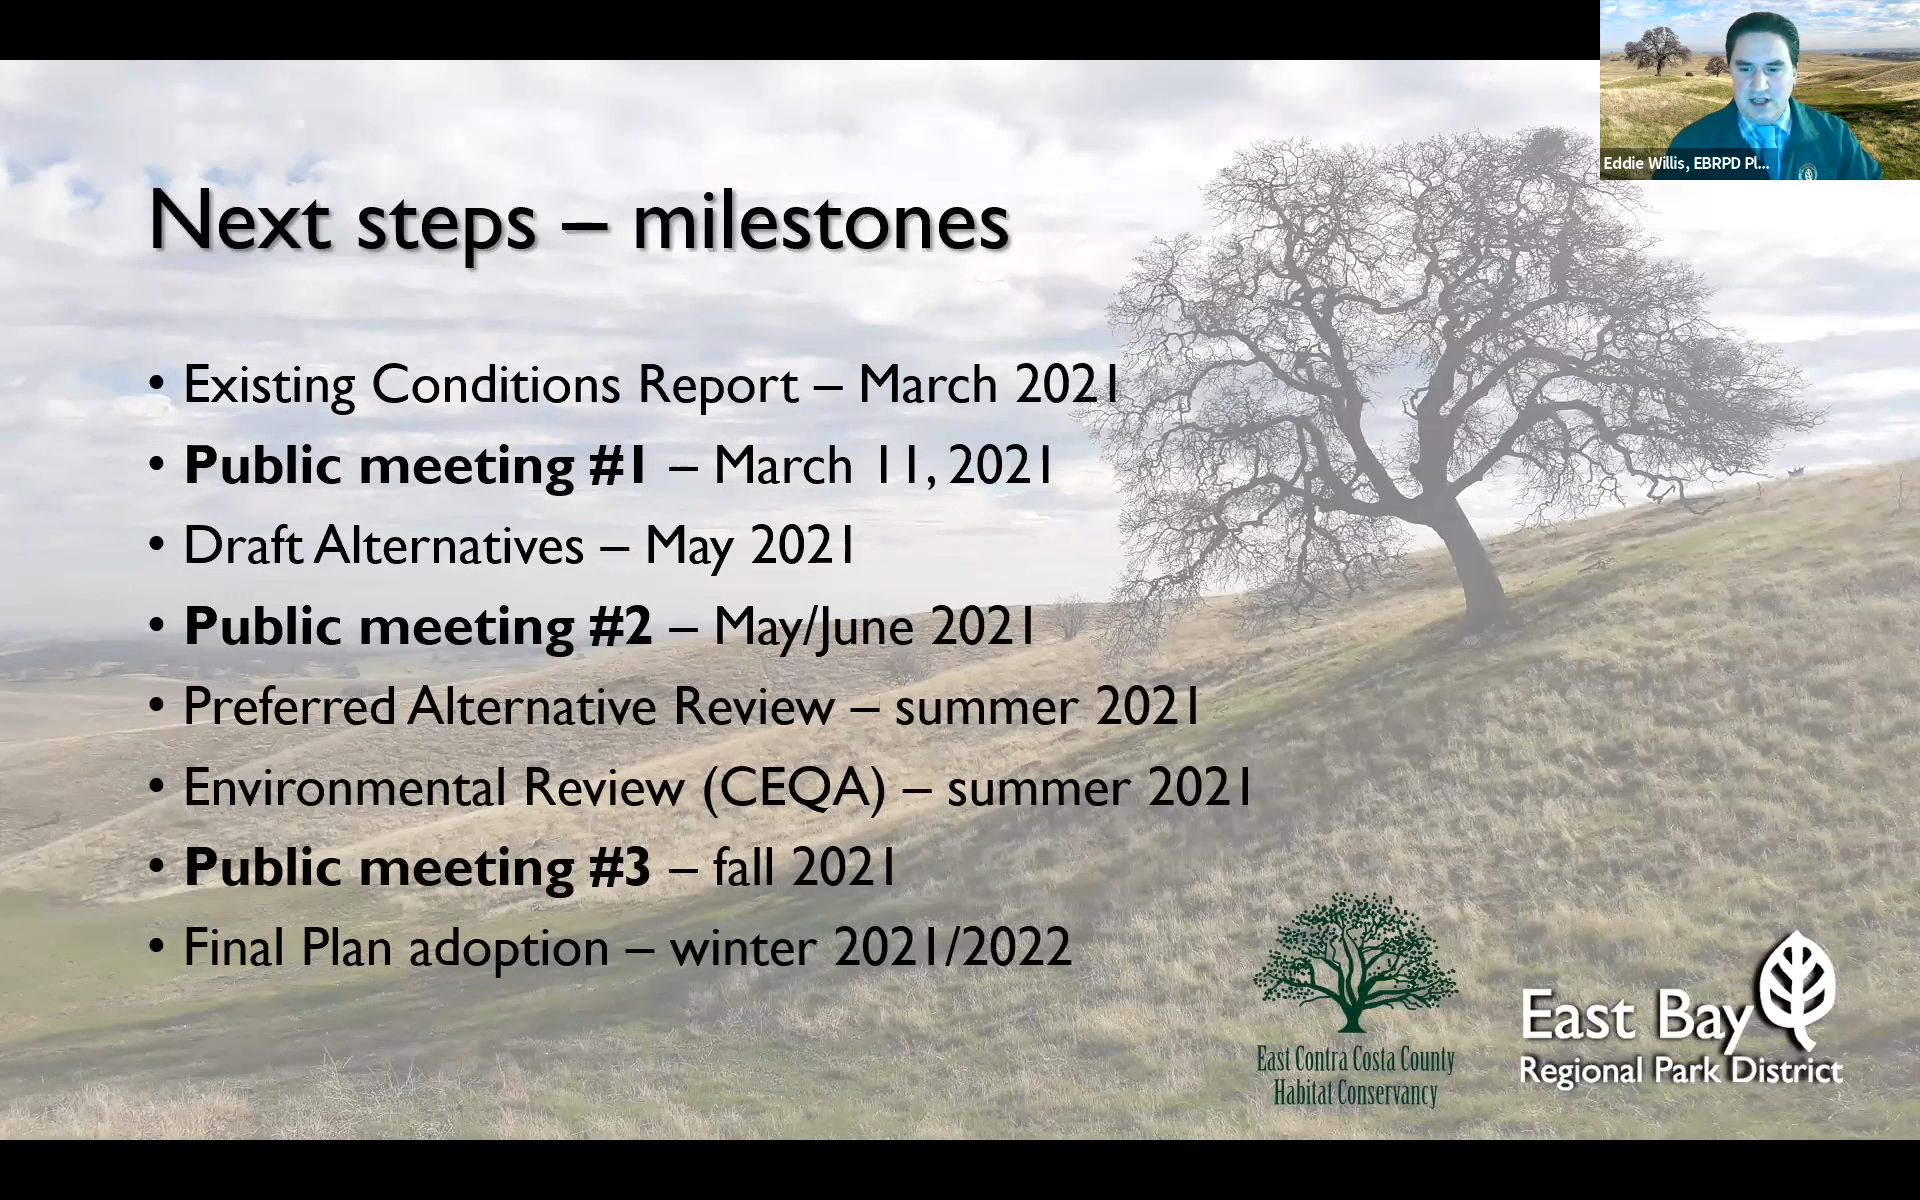 Eddie Willis, EBRPD Pl...
Next steps – milestones
• Existing Conditions Report – March 2021
• Public meeting #1 – March 11, 2021
• Draft Alternatives – May 2021
• Public meeting #2 – May/June 2021
• Preferred Alternative Review – summer 2021
• Environmental Review (CEQA) – summer 2021
• Public meeting #3 – fall 2021
• Final Plan adoption – winter 2021/2022
East Contra Costa County
Habitat Conservancy
East Bay
Regional Park District